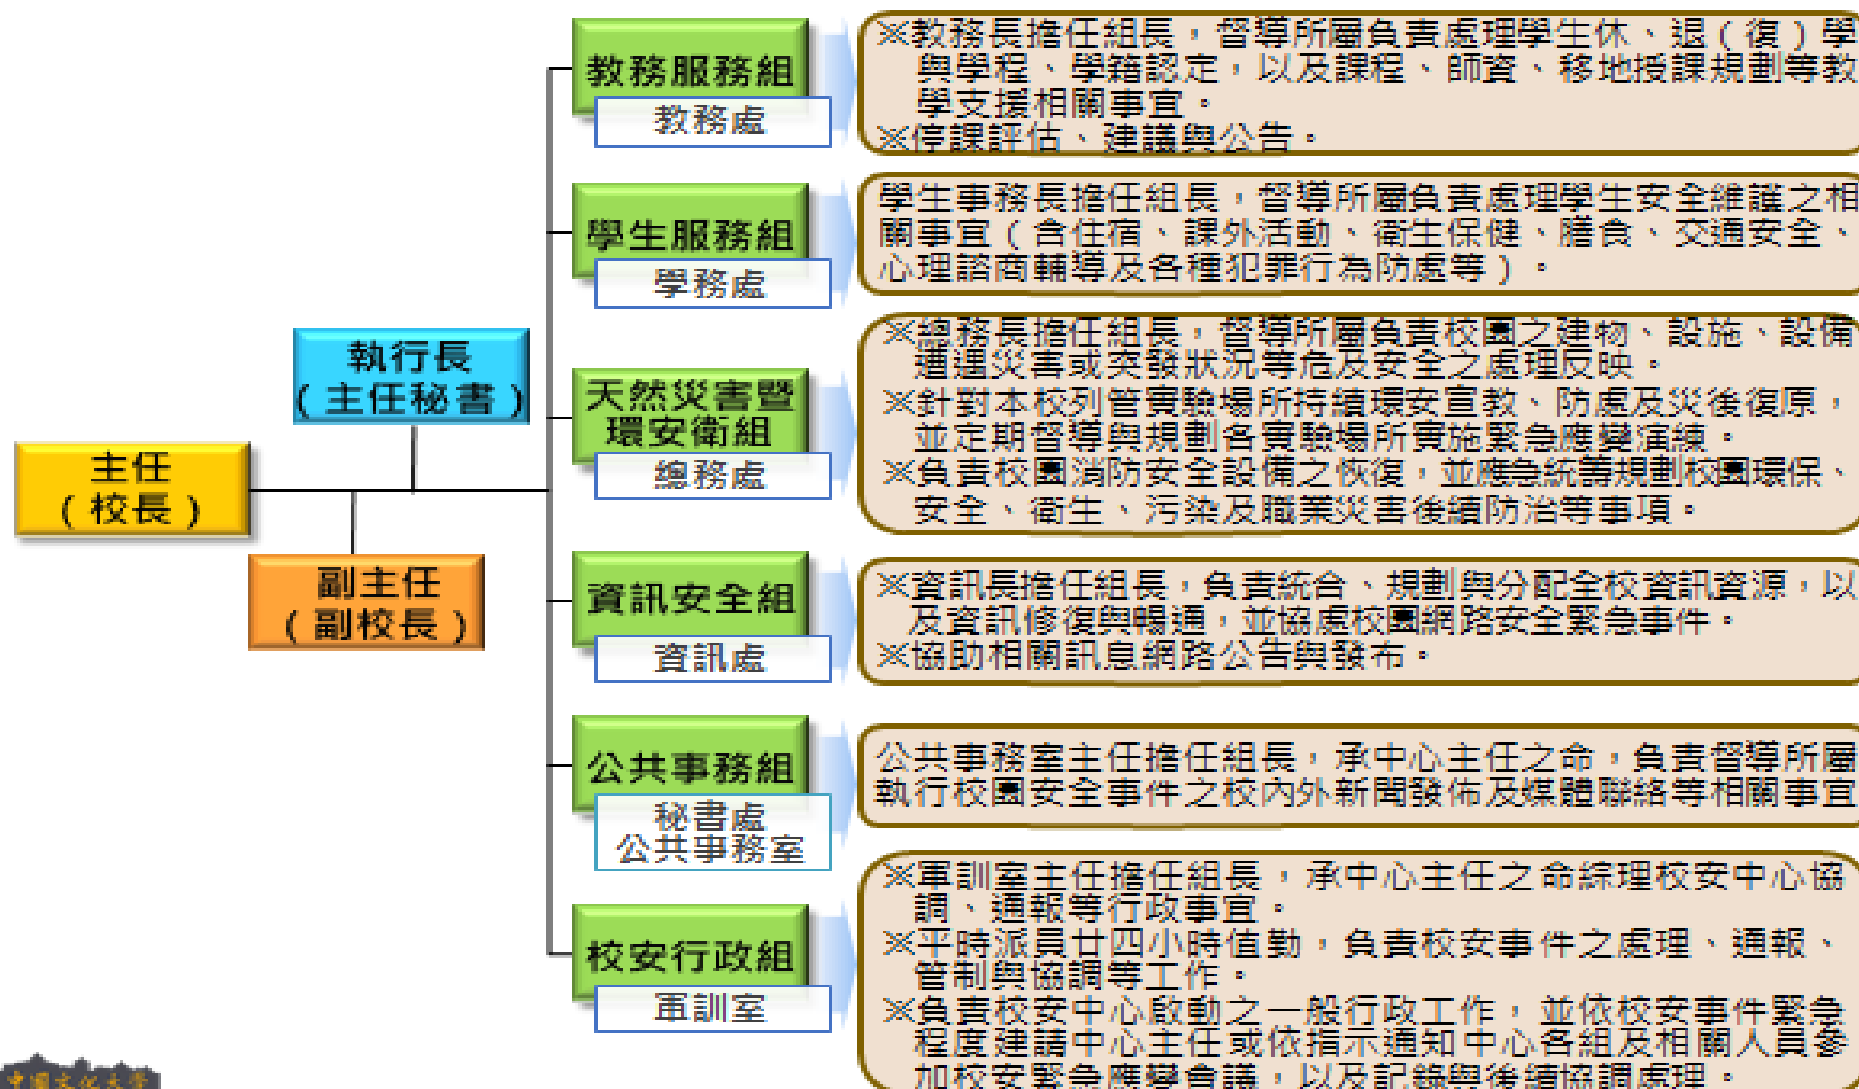 主任
（校長）
執行長
（主任秘書）
副主任
（副校長）
教務服務組
教務處
※教務長擔任組長，督導所屬負責處理學生休、退（復）學
與學程、學籍認定，以及課程、師資、移地授課規劃等教
學支援相關事宜。
※停課評估、建議與公告。
學生服務組
學務處
學生事務長擔任組長，督導所屬負責處理學生安全維護之相
關事宜（含住宿、課外活動、衛生保健、膳食、交通安全、
心理諮商輔導及各種犯罪行為防處等）。
天然災害暨
環安衛組
總務處
※總務長擔任組長，督導所屬負責校園之建物、設施、設備
遭遇災害或突發狀況等危及安全之處理反映。
※針對本校列管實驗場所持續環安宣教、防處及災後復原，
並定期督導與規劃各實驗場所實施緊急應變演練。
※負責校園消防安全設備之恢復，並應急統籌規劃校園環保、
安全、衛生、污染及職業災害後續防治等事項。
資訊安全組
資訊處
※資訊長擔任組長，負責統合、規劃與分配全校資訊資源，以
及資訊修復與暢通，並協處校園網路安全緊急事件。
※協助相關訊息網路公告與發布。
公共事務組
秘書處
公共事務室
公共事務室主任擔任組長，承中心主任之命，負責督導所屬
執行校園安全事件之校內外新聞發佈及媒體聯絡等相關事宜
校安行政組
軍訓室
※軍訓室主任擔任組長，承中心主任之命綜理校安中心協
調、通報等行政事宜。
※平時派員廿四小時值勤，負責校安事件之處理、通報、
管制與協調等工作。
※負責校安中心啟動之一般行政工作，並依校安事件緊急
程度建請中心主任或依指示通知中心各組及相關人員參
加校安緊急應變會議，以及記錄與後續協調處理。
中國文化大學